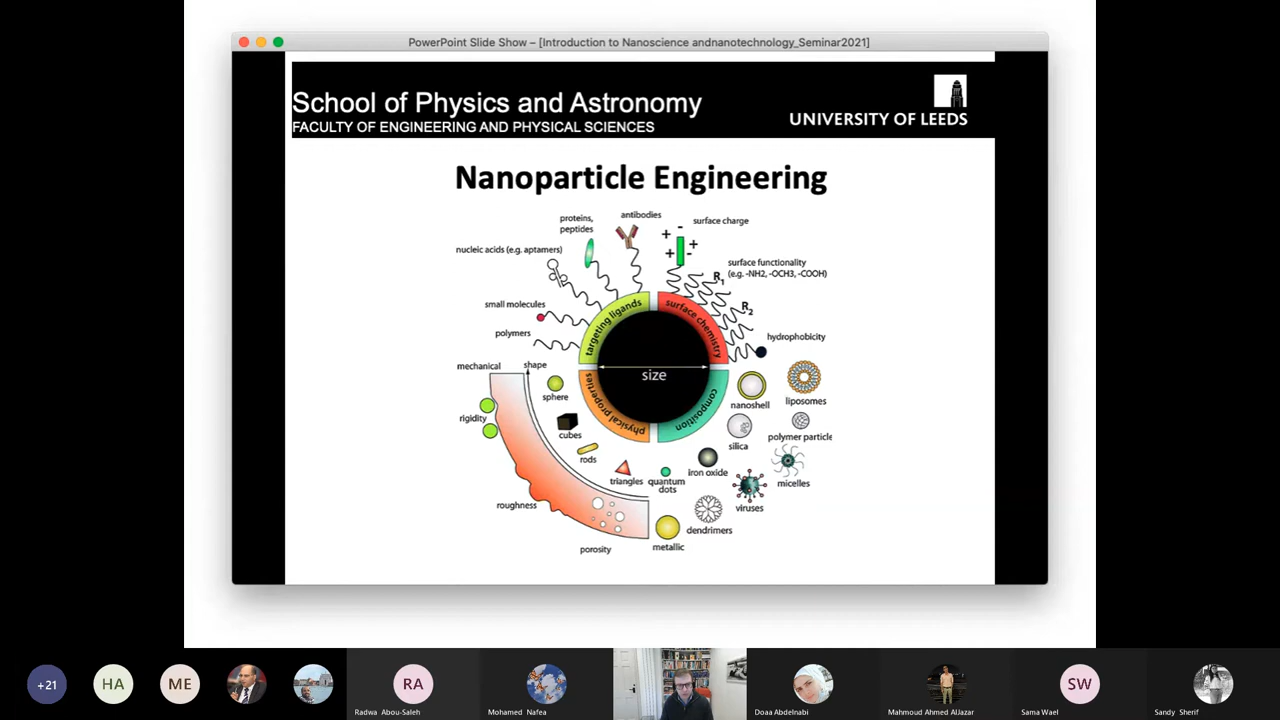 PowerPoint Slide Show – [Introduction to Nanoscience andnanotechnology_Seminar2021]
School of Physics and Astronomy
FACULTY OF ENGINEERING AND PHYSICAL SCIENCES
UNIVERSITY OF LEEDS
Nanoparticle Engineering
proteins,
peptides
antibodies
surface charge
+ - + + -
nucleic acids (e.g. aptamers)
surface functionality
(e.g. -NH2, -OCH3, -COOH)
R1
R2
small molecules
polymers
hydrophobicity
targeting ligands
surface chemistry
size
physical properties
composition
mechanical
shape
sphere
nanoshell
liposomes
rigidity
cubes
silica
polymer particle
rods
iron oxide
triangles
quantum
dots
micelles
roughness
viruses
dendrimers
porosity
metallic
+21
HA
ME
RA
SW
Radwa Abou-Saleh
Mohamed Nafea
Doaa Abdelnabi
Mahmoud Ahmed AlJazar
Sama Wael
Sandy Sherif